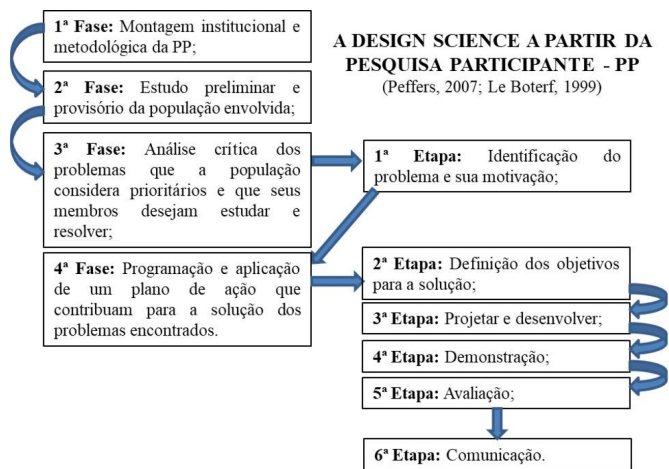 1ª Fase: Montagem institucional e
metodológica da PP;
2ª Fase: Estudo preliminar e
provisório da população envolvida;
3ª Fase: Análise crítica dos
problemas que a população
considera prioritários e que seus
membros desejam estudar e
resolver;
4ª Fase: Programação e aplicação
de um plano de ação que
contribuam para a solução dos
problemas encontrados.
A DESIGN SCIENCE A PARTIR DA
PESQUISA PARTICIPANTE - PP
(Peffers, 2007; Le Boterf, 1999)
1ª Etapa: Identificação do
problema e sua motivação;
2ª Etapa: Definição dos objetivos
para a solução;
3ª Etapa: Projetar e desenvolver;
4ª Etapa: Demonstração;
5ª Etapa: Avaliação;
6ª Etapa: Comunicação.